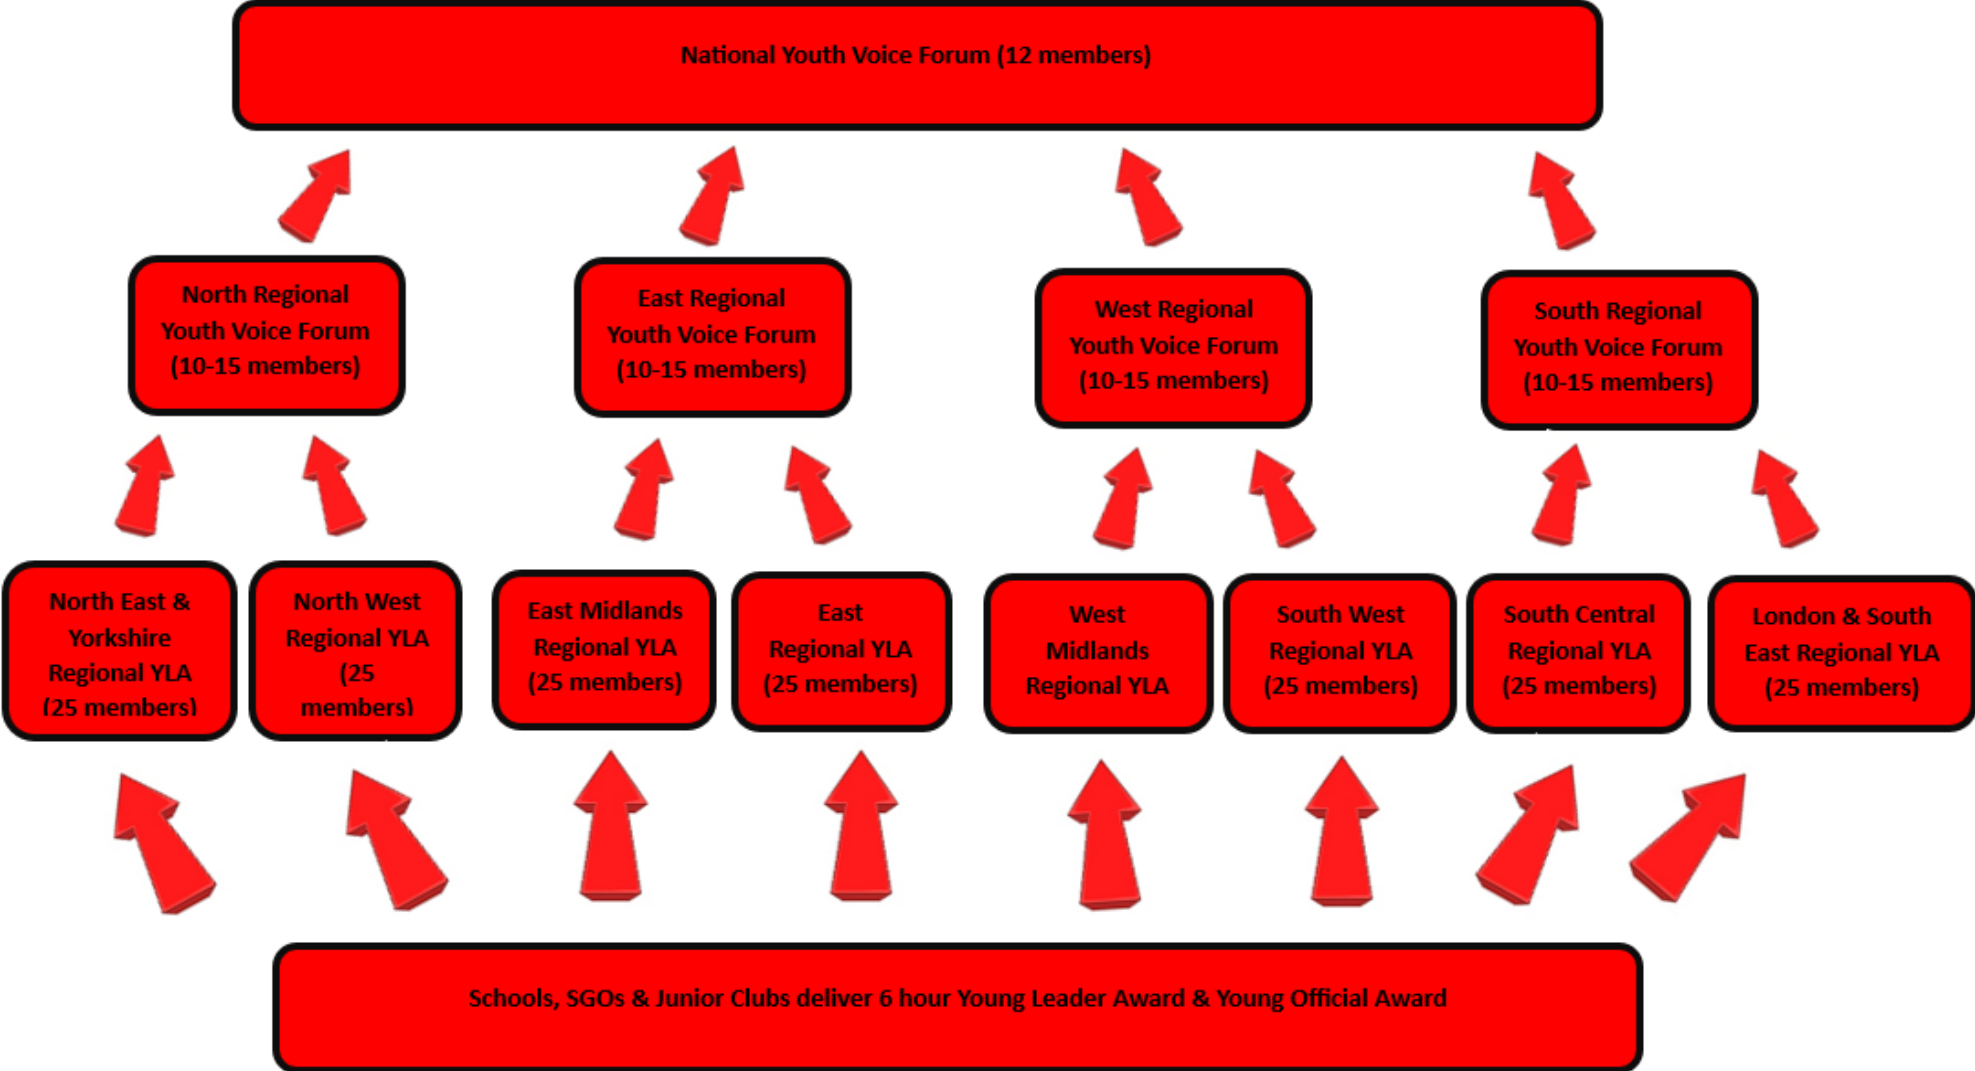 National Youth Voice Forum (12 members)
North Regional
Youth Voice Forum
(10-15 members)
East Regional
Youth Voice Forum
(10-15 members)
West Regional
Youth Voice Forum
(10-15 members)
South Regional
Youth Voice Forum
(10-15 members)
North East &
Yorkshire
Regional YLA
(25 members)
North West
Regional YLA
(25
members)
East Midlands
Regional YLA
(25 members)
East
Regional YLA
(25 members)
West
Midlands
Regional YLA
South West
Regional YLA
(25 members)
South Central
Regional YLA
(25 members)
London & South
East Regional YLA
(25 members)
Schools, SGOs & Junior Clubs deliver 6 hour Young Leader Award & Young Official Award